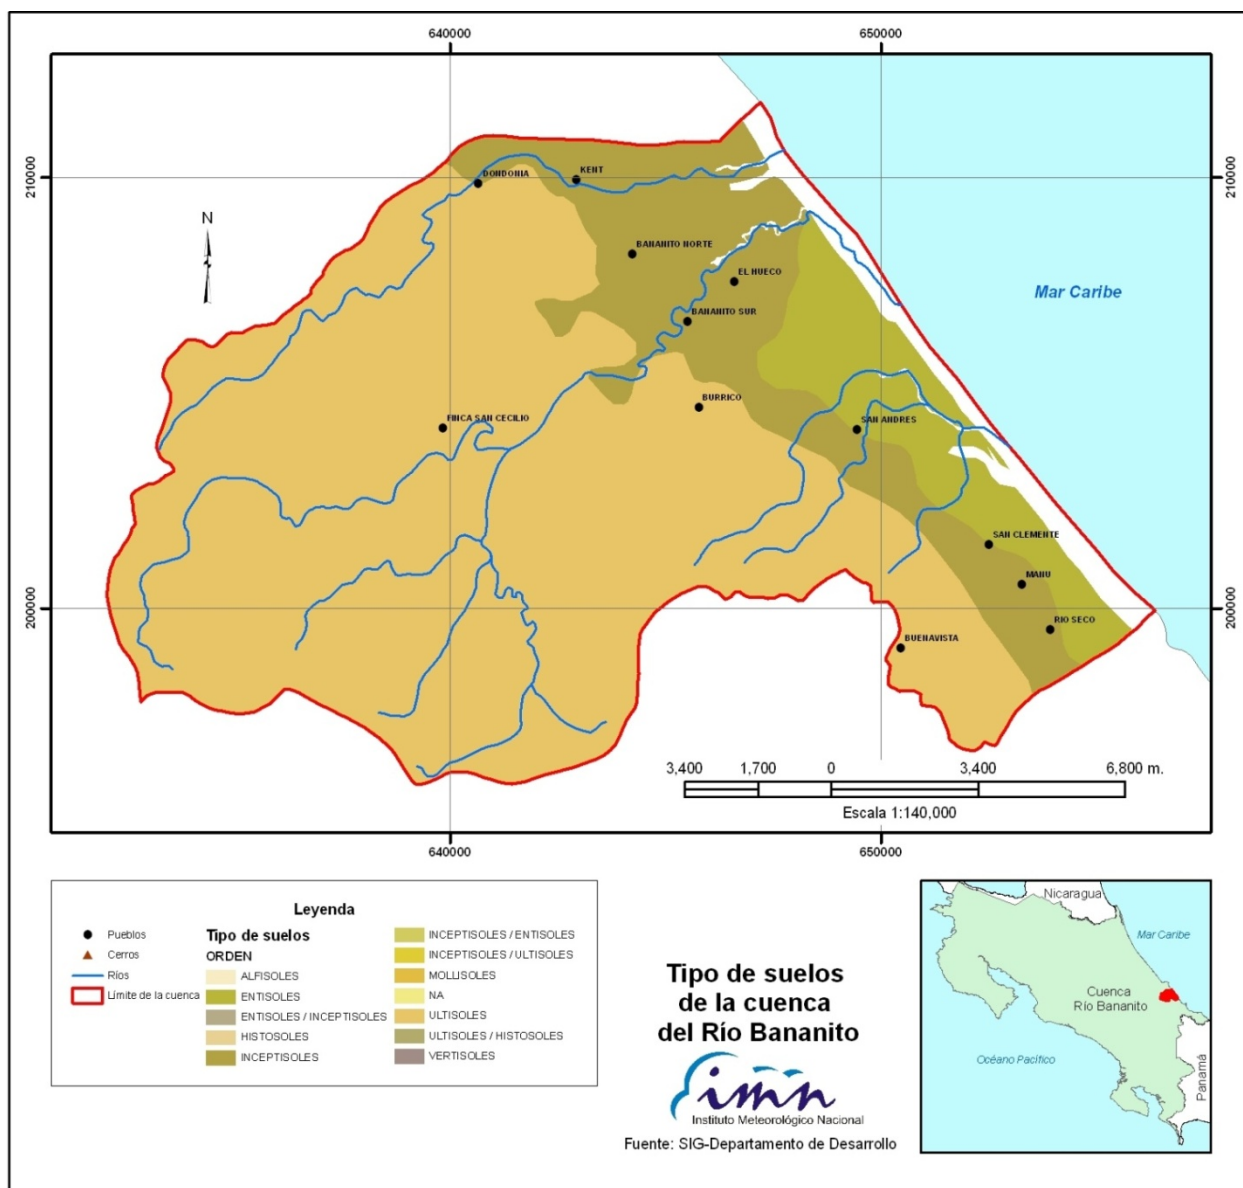 640000
650000
210000
210000
N
DONDONIA
KENT
BANANITO NORTE
EL HUECO
BANANITO SUR
Mar Caribe
BURRICO
FINCA SAN CECILIO
SAN ANDRES
SAN CLEMENTE
MAHU
RIO SECO
BUENAVISTA
200000
200000
3,400 1,700 0 3,400 6,800 m.
Escala 1:140,000
640000
650000
Leyenda
Pueblos
Cerros
Ríos
Límite de la cuenca
Tipo de suelos
ORDEN
ALFISOLES
ENTISOLES
ENTISOLES / INCEPTISOLES
HISTOSOLES
INCEPTISOLES
INCEPTISOLES / ENTISOLES
INCEPTISOLES / ULTISOLES
MOLLISOLES
NA
ULTISOLES
ULTISOLES / HISTOSOLES
VERTISOLES
Tipo de suelos
de la cuenca
del Río Bananito
imn
Instituto Meteorológico Nacional
Fuente: SIG-Departamento de Desarrollo
Nicaragua
Mar Caribe
Cuenca
Río Bananito
Océano Pacífico
Panamá